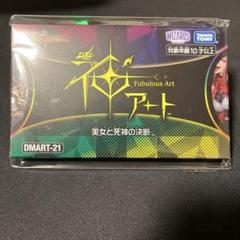 WIZARDS
TAKARA TOMY
対象年齢10才以上
神アート
Fabulous Art
美女と死神の決断
DMART-21